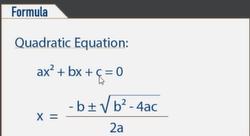 Formula
Quadratic Equation:
ax² + bx + c = 0
x = -b ± √b² - 4ac / 2a